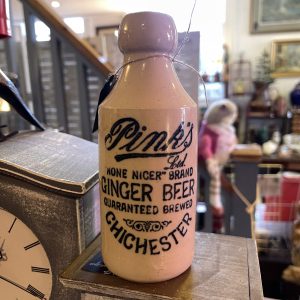 Pink's
Ltd.
"NONE NICER" BRAND
GINGER BEER
GUARANTEED BREWED
CHICHESTER